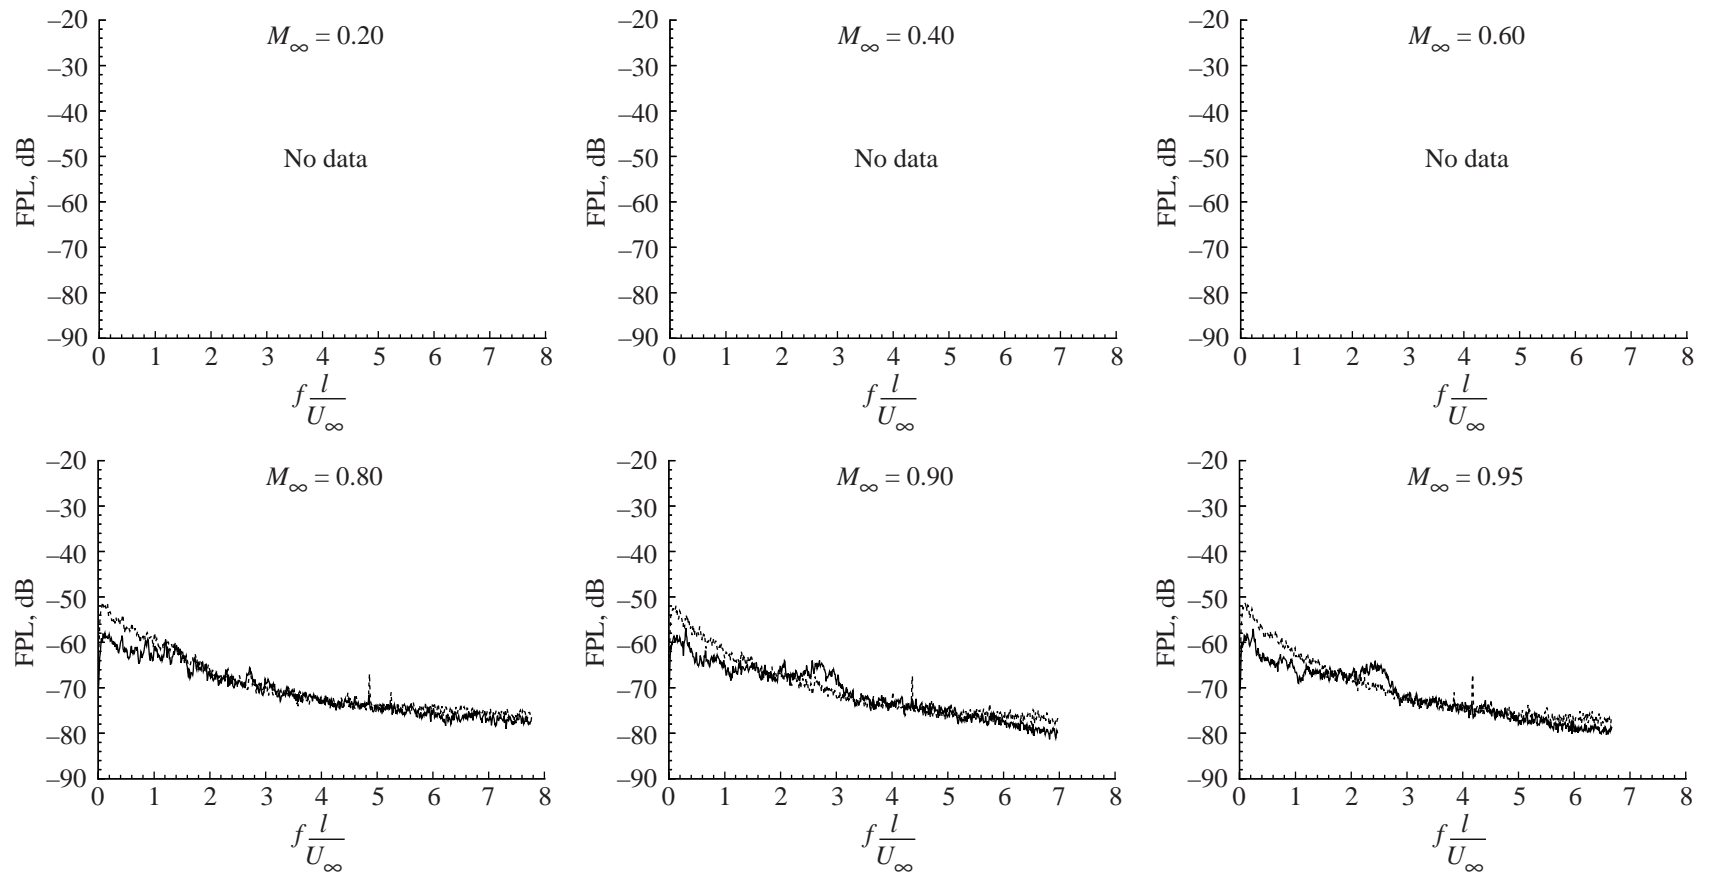 M∞ = 0.20
–20
–30
–40
–50
–60
–70
–80
–90
FPL, dB
No data
0 1 2 3 4 5 6 7 8
f l/U∞
M∞ = 0.40
–20
–30
–40
–50
–60
–70
–80
–90
FPL, dB
No data
0 1 2 3 4 5 6 7 8
f l/U∞
M∞ = 0.60
–20
–30
–40
–50
–60
–70
–80
–90
FPL, dB
No data
0 1 2 3 4 5 6 7 8
f l/U∞
M∞ = 0.80
–20
–30
–40
–50
–60
–70
–80
–90
FPL, dB
0 1 2 3 4 5 6 7 8
f l/U∞
M∞ = 0.90
–20
–30
–40
–50
–60
–70
–80
–90
FPL, dB
0 1 2 3 4 5 6 7 8
f l/U∞
M∞ = 0.95
–20
–30
–40
–50
–60
–70
–80
–90
FPL, dB
0 1 2 3 4 5 6 7 8
f l/U∞